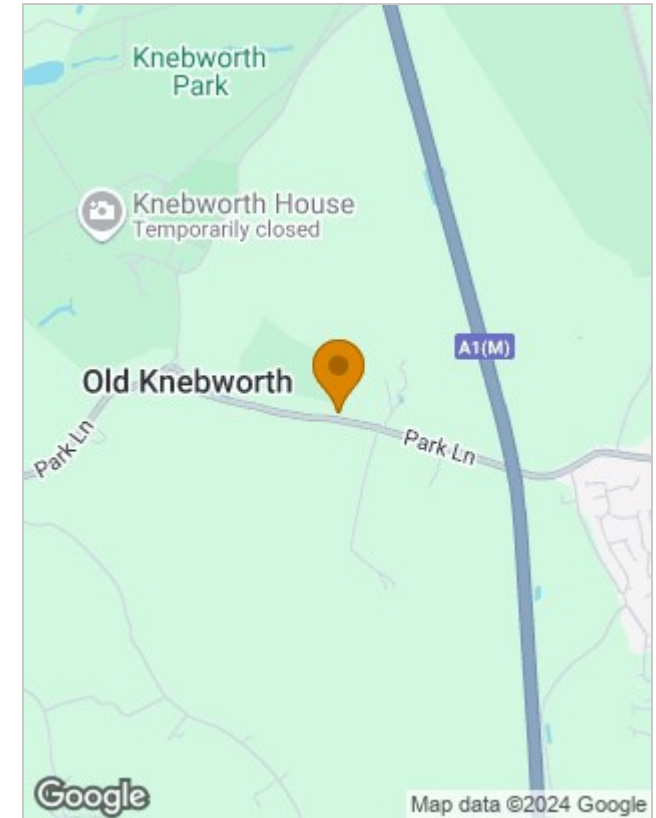 Knebworth
Park
Knebworth House
Temporarily closed
A1(M)
Old Knebworth
Park Ln
Park Ln
Google
Map data ©2024 Google